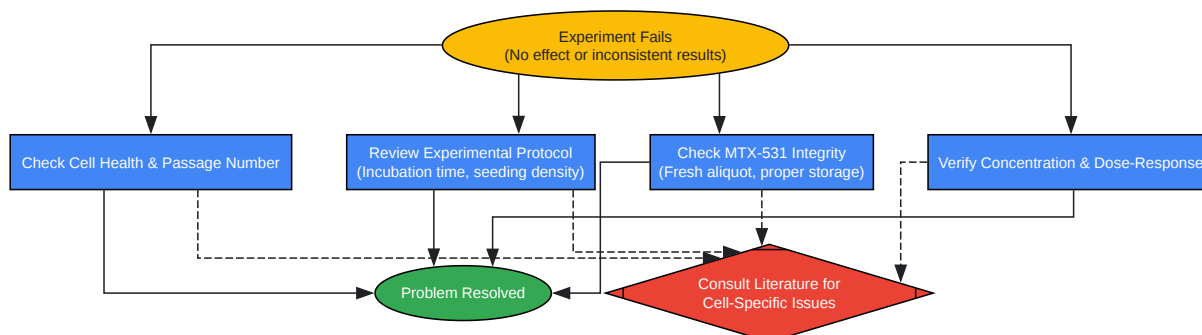 Experiment Fails
(No effect or inconsistent results)
Check Cell Health & Passage Number
Review Experimental Protocol
(Incubation time, seeding density)
Check MTX-531 Integrity
(Fresh aliquot, proper storage)
Verify Concentration & Dose-Response
Problem Resolved
Consult Literature for
Cell-Specific Issues